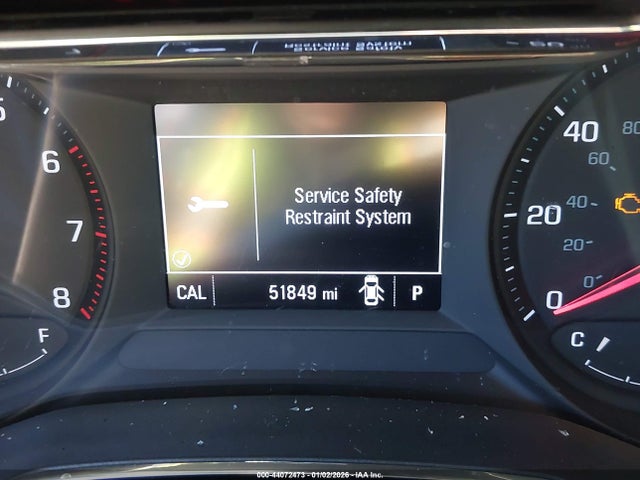 Service Safety
Restraint System
CAL 51849 mi P
5
6
7
8
F
40
20
0
80
60
40
20
0
C
000-44072473 - 01/02/2026 - IAA Inc.